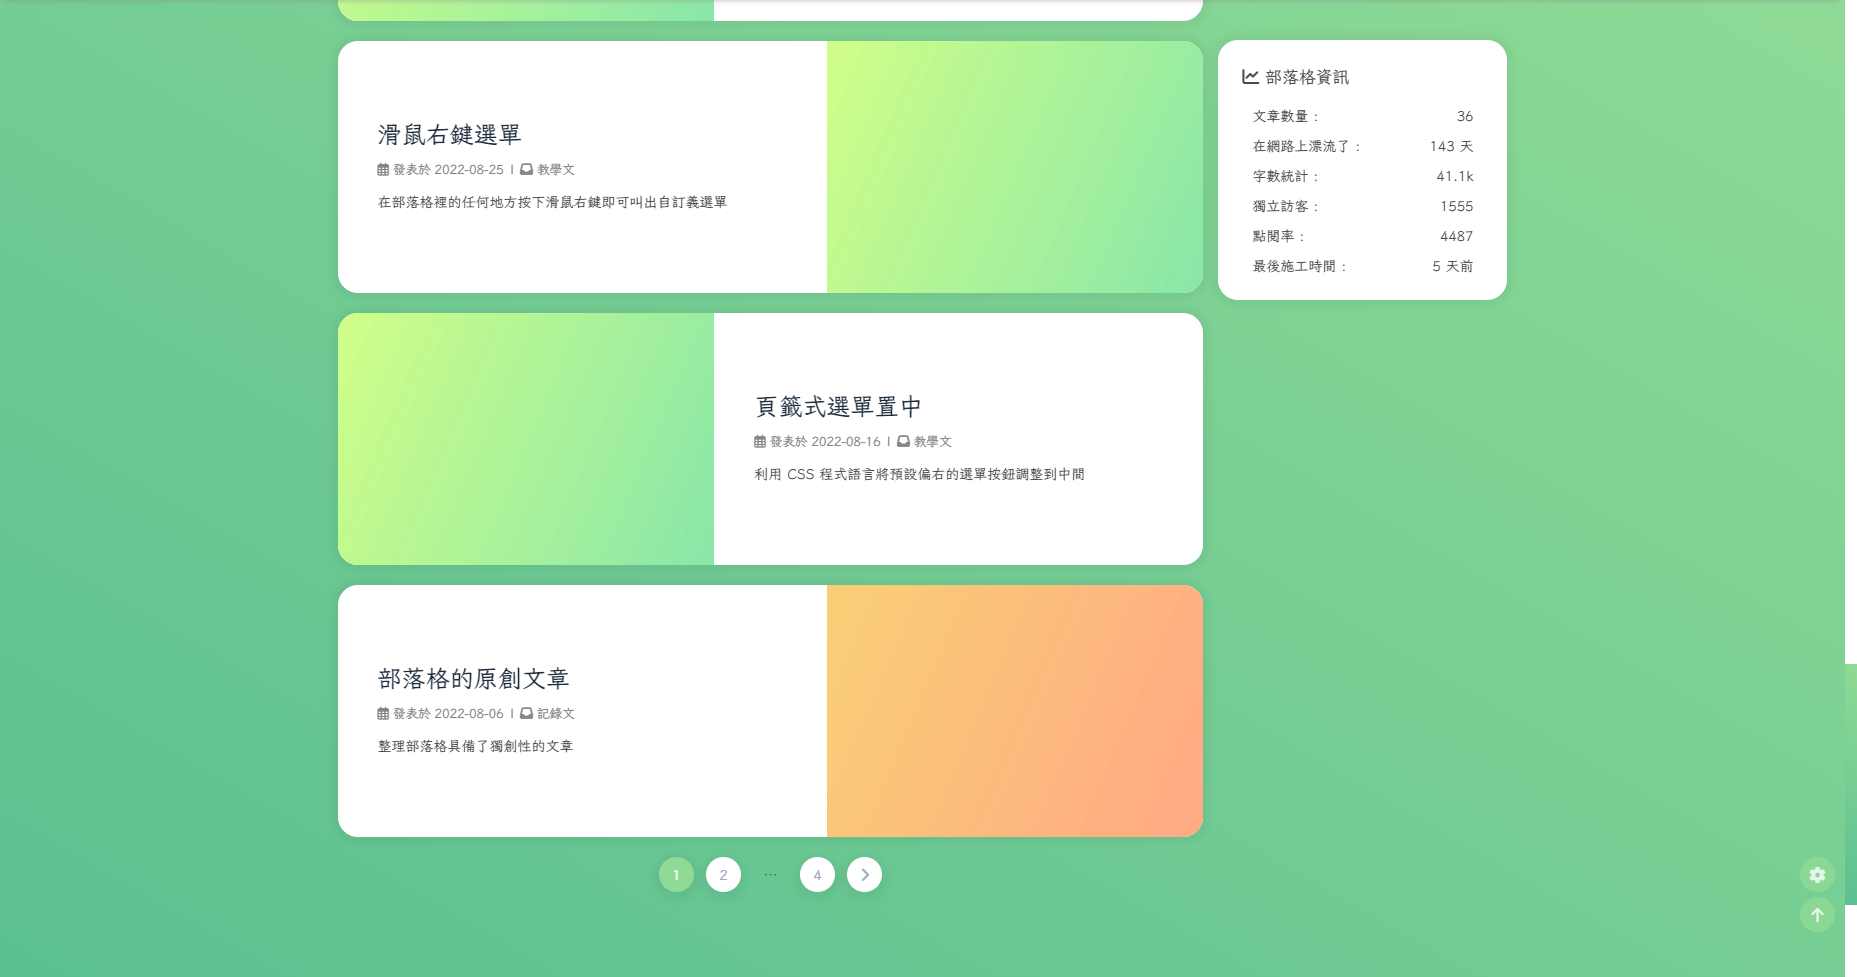 滑鼠右鍵選單
發表於 2022-08-25 | 教學文
在部落格裡的任何地方按下滑鼠右鍵即可叫出自訂義選單
頁籤式選單置中
發表於 2022-08-16 | 教學文
利用 CSS 程式語言將預設偏右的選單按鈕調整到中間
部落格的原創文章
發表於 2022-08-06 | 記錄文
整理部落格具備了獨創性的文章
1 2 … 4
部落格資訊
文章數量 : 36
在網路上漂流了 : 143 天
字數統計 : 41.1k
獨立訪客 : 1555
點閱率 : 4487
最後施工時間 : 5 天前